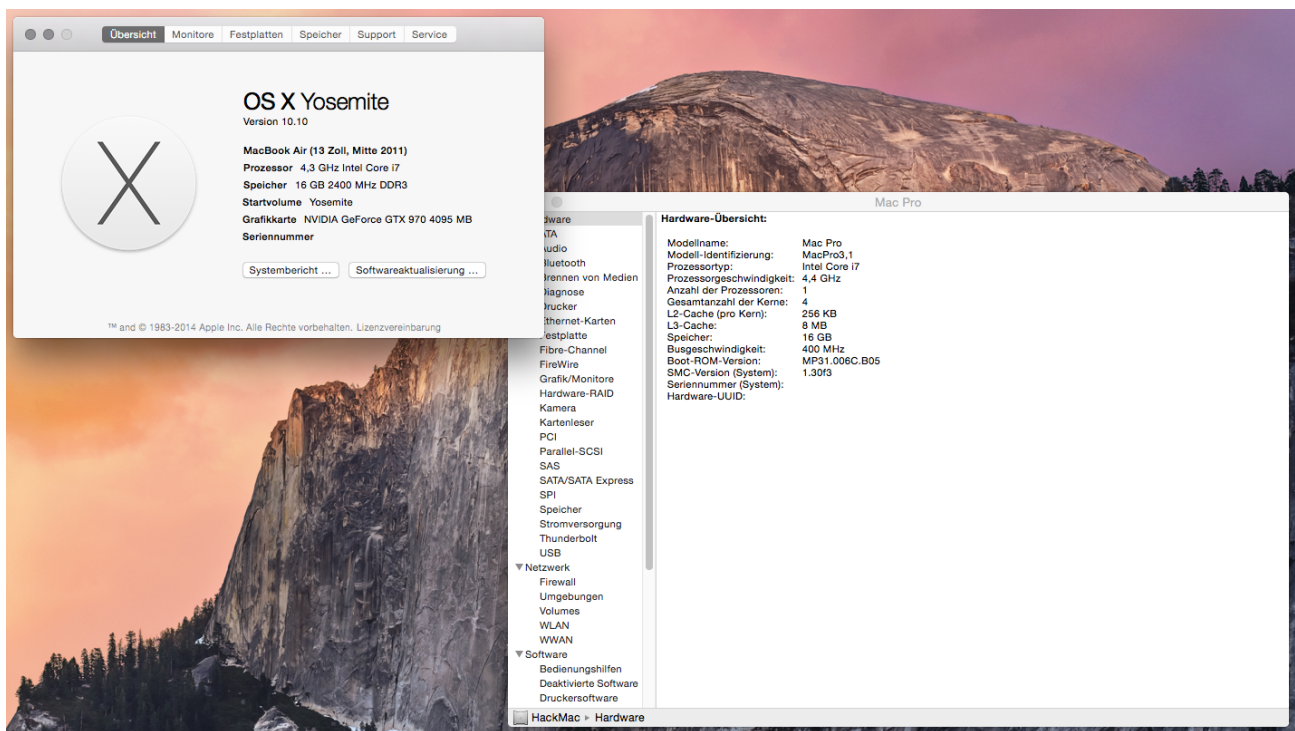 Übersicht Monitore Festplatten Speicher Support Service
OS X Yosemite
Version 10.10
MacBook Air (13 Zoll, Mitte 2011)
Prozessor 4,3 GHz Intel Core i7
Speicher 16 GB 2400 MHz DDR3
Startvolume Yosemite
Grafikkarte NVIDIA GeForce GTX 970 4095 MB
Seriennummer
Systembericht ... Softwareaktualisierung ...
™ and © 1983-2014 Apple Inc. Alle Rechte vorbehalten. Lizenzvereinbarung
Mac Pro
dware
ATA
Audio
Bluetooth
Brennen von Medien
Diagnose
Drucker
Ethernet-Karten
Festplatte
Fibre-Channel
FireWire
Grafik/Monitore
Hardware-RAID
Kamera
Kartenleser
PCI
Parallel-SCSI
SAS
SATA/SATA Express
SPI
Speicher
Stromversorgung
Thunderbolt
USB
Netzwerk
Firewall
Umgebungen
Volumes
WLAN
WWAN
Software
Bedienungshilfen
Deaktivierte Software
Druckersoftware
Hardware-Übersicht:
Modellname: Mac Pro
Modell-Identifizierung: MacPro3,1
Prozessortyp: Intel Core i7
Prozessorgeschwindigkeit: 4,4 GHz
Anzahl der Prozessoren: 1
Gesamtanzahl der Kerne: 4
L2-Cache (pro Kern): 256 KB
L3-Cache: 8 MB
Speicher: 16 GB
Busgeschwindigkeit: 400 MHz
Boot-ROM-Version: MP31.006C.B05
SMC-Version (System): 1.30f3
Seriennummer (System):
Hardware-UUID:
HackMac ▸ Hardware